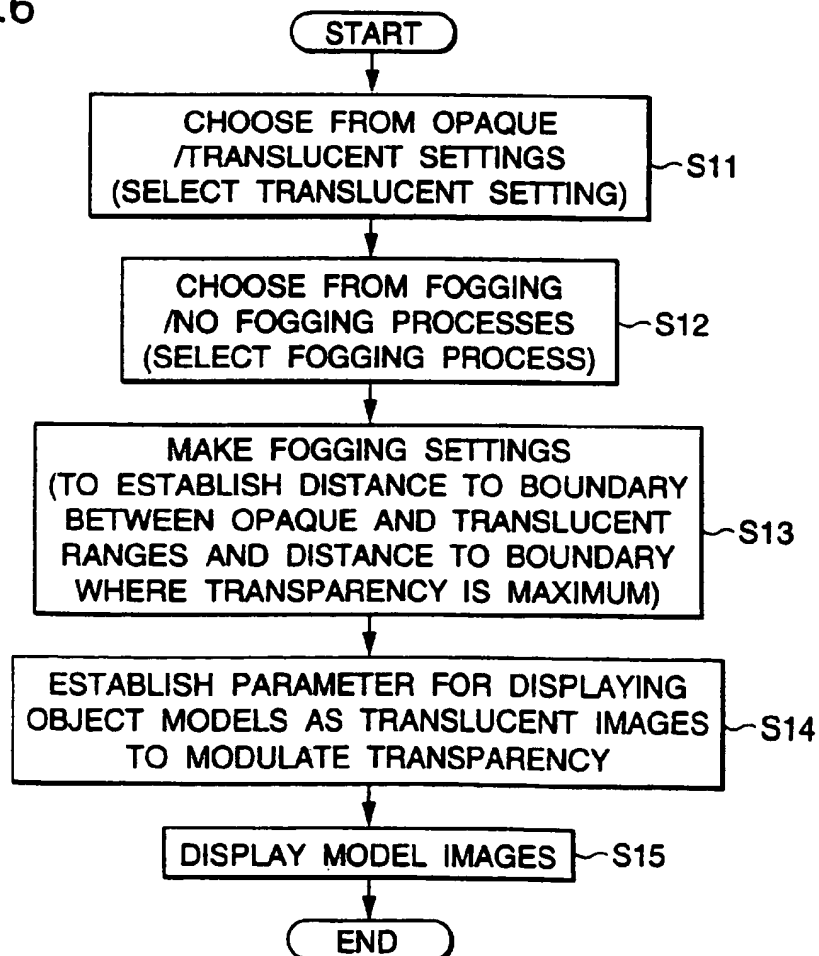 .6
START
CHOOSE FROM OPAQUE
/TRANSLUCENT SETTINGS
(SELECT TRANSLUCENT SETTING)
S11
CHOOSE FROM FOGGING
/NO FOGGING PROCESSES
(SELECT FOGGING PROCESS)
S12
MAKE FOGGING SETTINGS
(TO ESTABLISH DISTANCE TO BOUNDARY
BETWEEN OPAQUE AND TRANSLUCENT
RANGES AND DISTANCE TO BOUNDARY
WHERE TRANSPARENCY IS MAXIMUM)
S13
ESTABLISH PARAMETER FOR DISPLAYING
OBJECT MODELS AS TRANSLUCENT IMAGES
TO MODULATE TRANSPARENCY
S14
DISPLAY MODEL IMAGES
S15
END